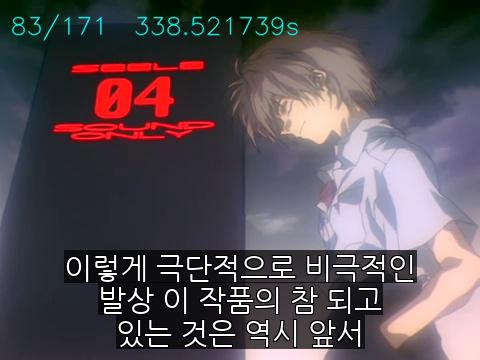 83/171 338.521739s
SEELE
04
SOUND
ONLY
이렇게 극단적으로 비극적인
발상 이 작품의 참 되고
있는 것은 역시 앞서